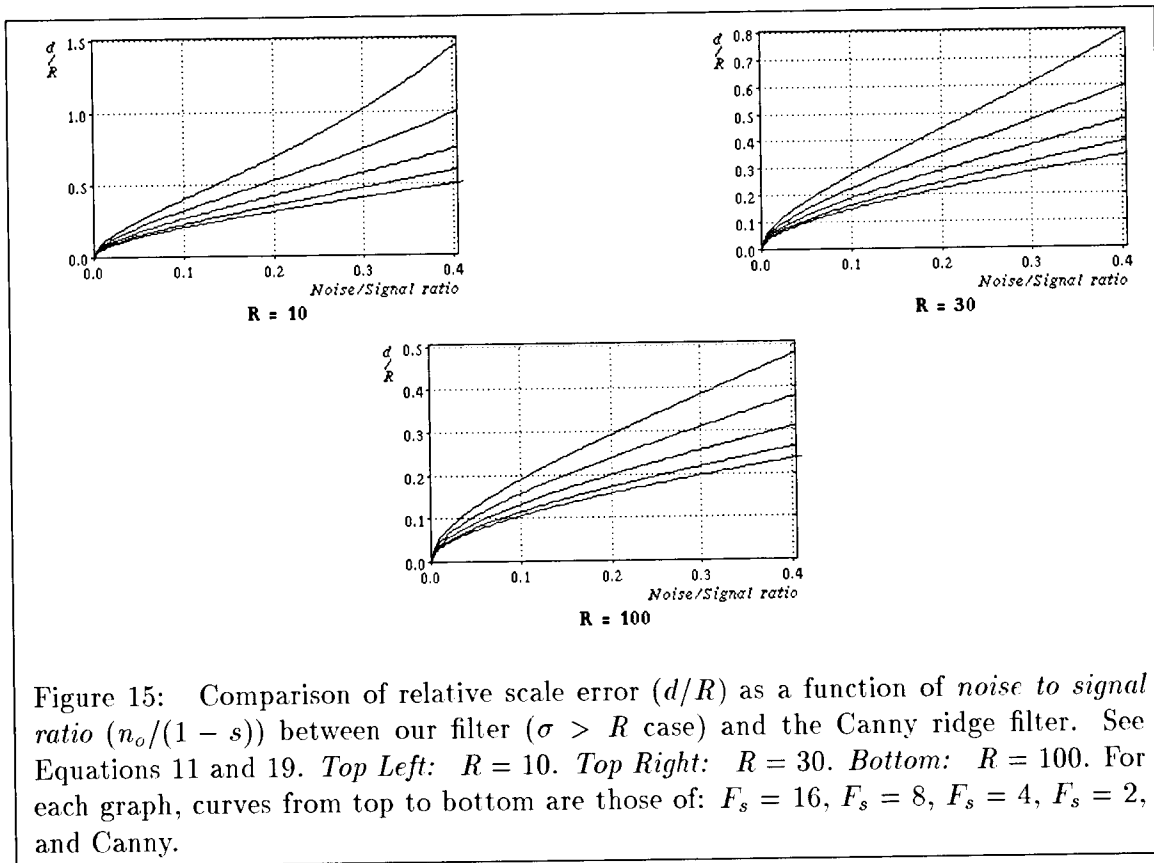 d
/
R
1.5
1.0
0.5
0.0
0.0 0.1 0.2 0.3 0.4
Noise/Signal ratio
R = 10
d
/
R
0.8
0.7
0.6
0.5
0.4
0.3
0.2
0.1
0.0
0.0 0.1 0.2 0.3 0.4
Noise/Signal ratio
R = 30
d
/
R
0.5
0.4
0.3
0.2
0.1
0.0
0.0 0.1 0.2 0.3 0.4
Noise/Signal ratio
R = 100
Figure 15: Comparison of relative scale error (d/R) as a function of noise to signal
ratio (nₒ/(1 − s)) between our filter (σ > R case) and the Canny ridge filter. See
Equations 11 and 19. Top Left: R = 10. Top Right: R = 30. Bottom: R = 100. For
each graph, curves from top to bottom are those of: Fₛ = 16, Fₛ = 8, Fₛ = 4, Fₛ = 2,
and Canny.